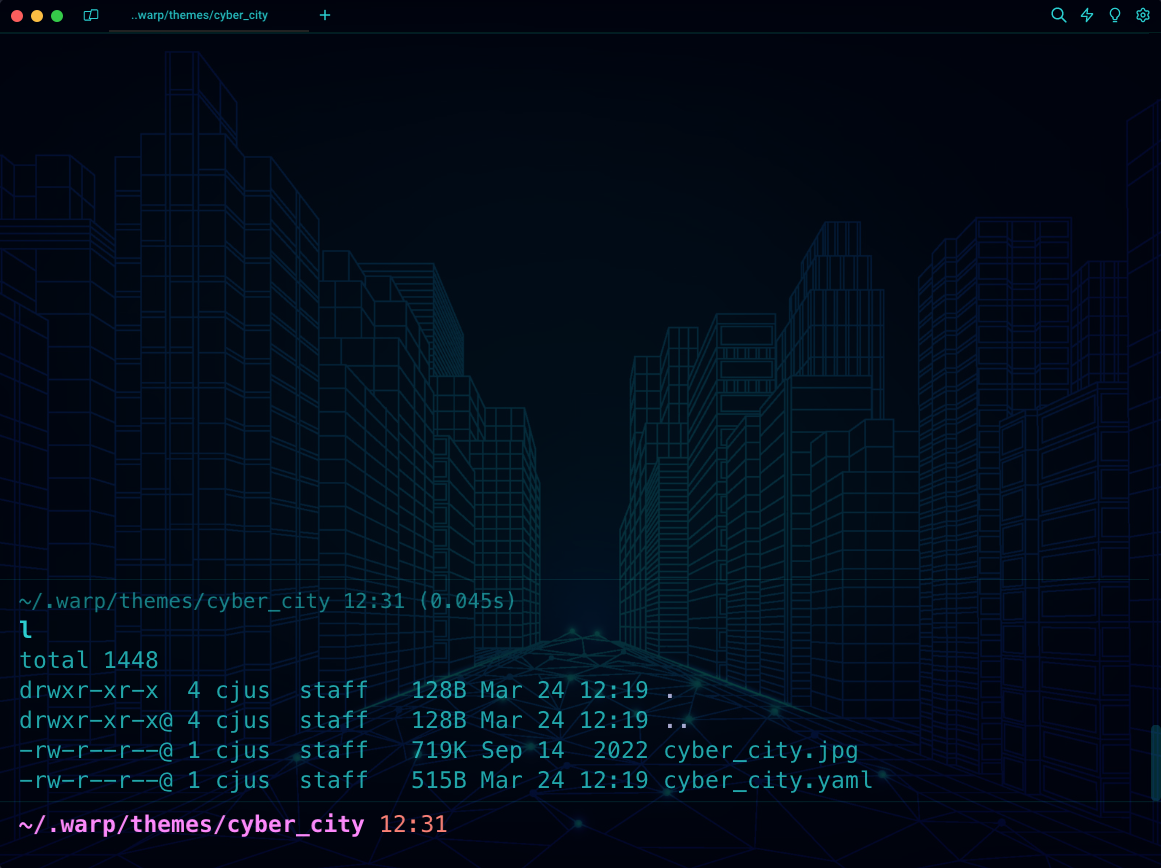 ..warp/themes/cyber_city
~/.warp/themes/cyber_city 12:31 (0.045s)
l
total 1448
drwxr-xr-x  4 cjus  staff   128B Mar 24 12:19 .
drwxr-xr-x@ 4 cjus  staff   128B Mar 24 12:19 ..
-rw-r--r--@ 1 cjus  staff   719K Sep 14  2022 cyber_city.jpg
-rw-r--r--@ 1 cjus  staff   515B Mar 24 12:19 cyber_city.yaml
~/.warp/themes/cyber_city 12:31